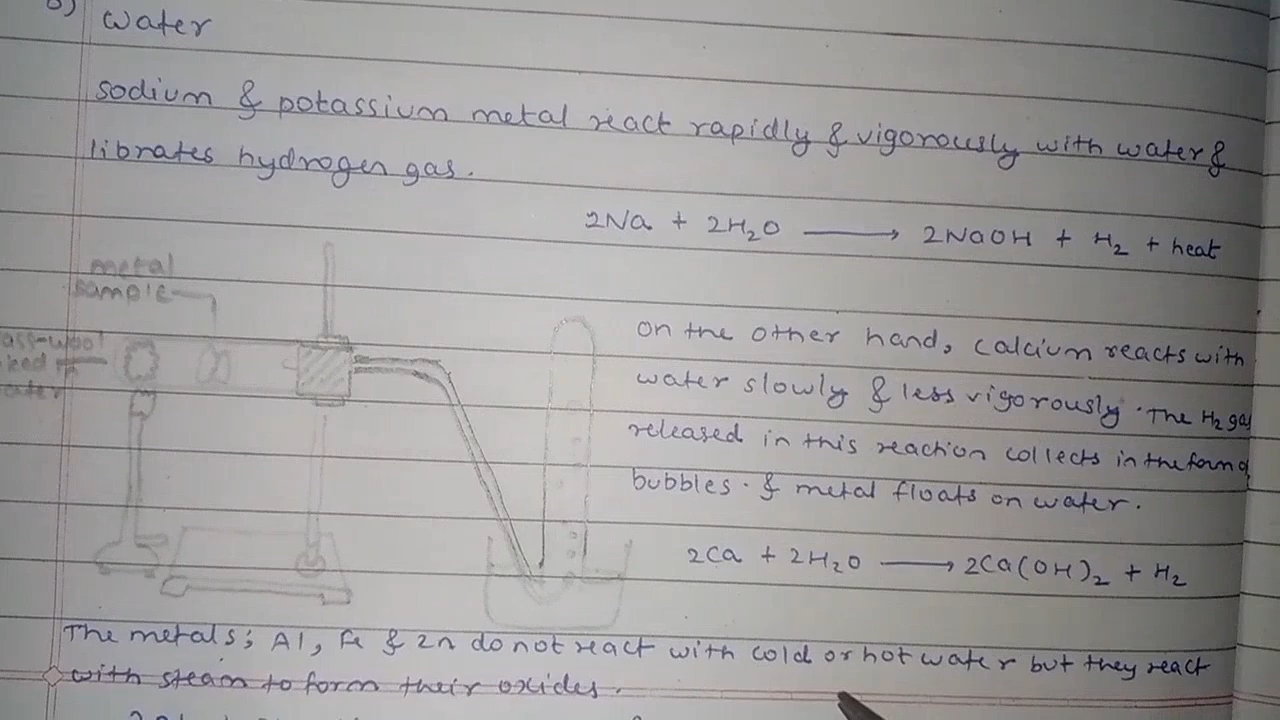 water
sodium & potassium metal react rapidly & vigorously with water &
librates hydrogen gas.
2Na + 2H₂O ⟶ 2NaOH + H₂ + heat
metal
sample
on the other hand, calcium reacts with
water slowly & less vigorously. The H₂ gas
released in this reaction collects in the form of
bubbles. & metal floats on water.
2Ca + 2H₂O ⟶ 2Ca(OH)₂ + H₂
The metals; Al, Fe & Zn do not react with cold or hot water but they react
with steam to form their oxides.